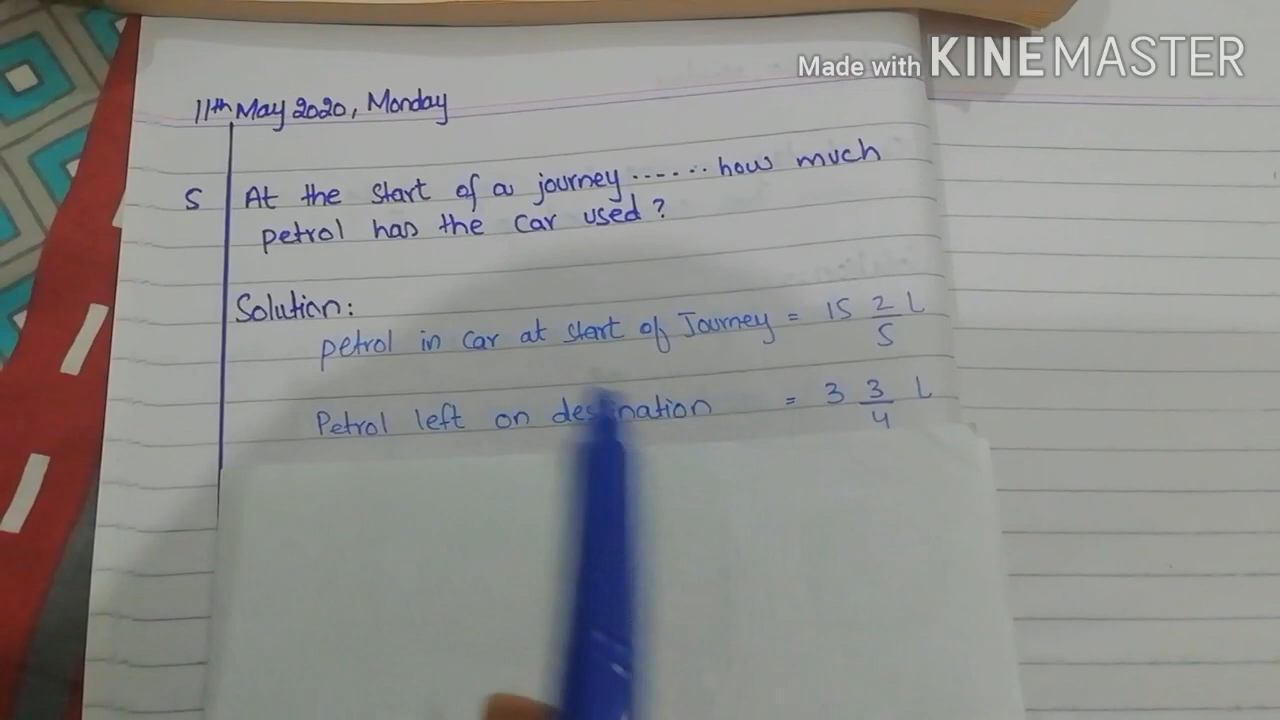 Made with KINEMASTER
11th May 2020, Monday
5 At the start of a journey ...... how much
petrol has the car used?
Solution:
petrol in car at start of Journey = 15 2/5 L
Petrol left on destination = 3 3/4 L